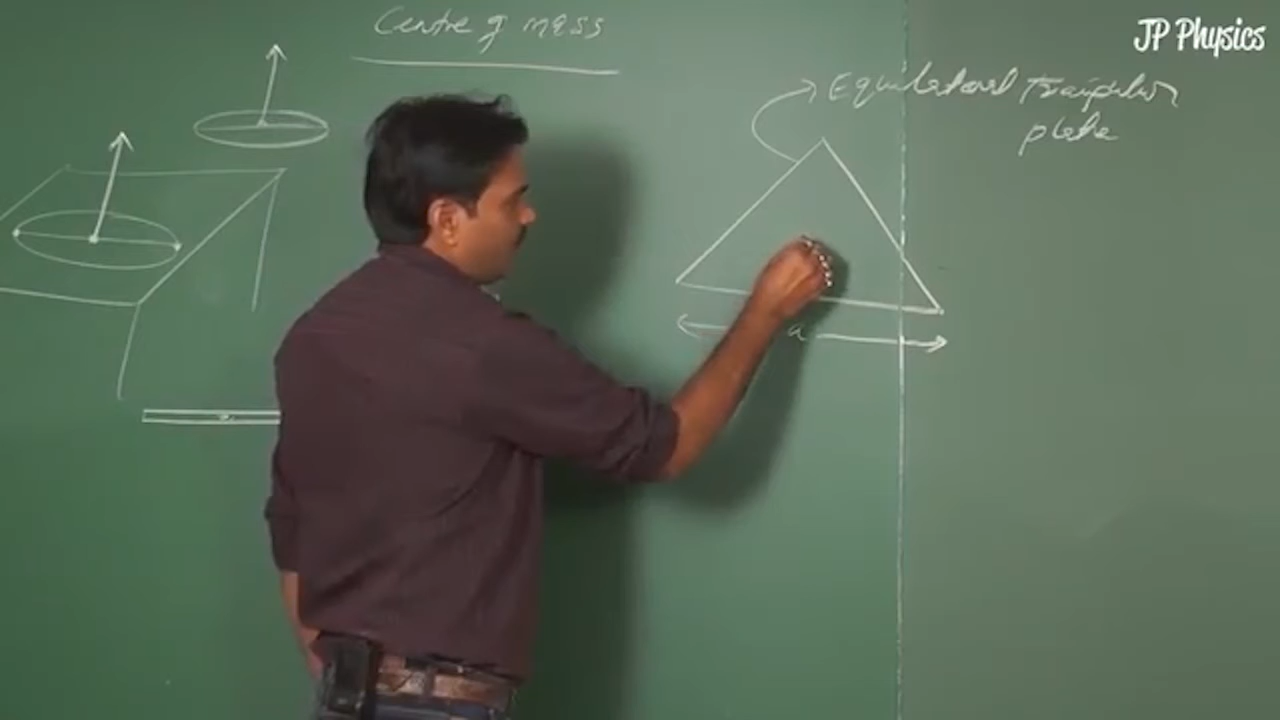 Centre of mass
JP Physics
Equilateral Triangular
plate
a